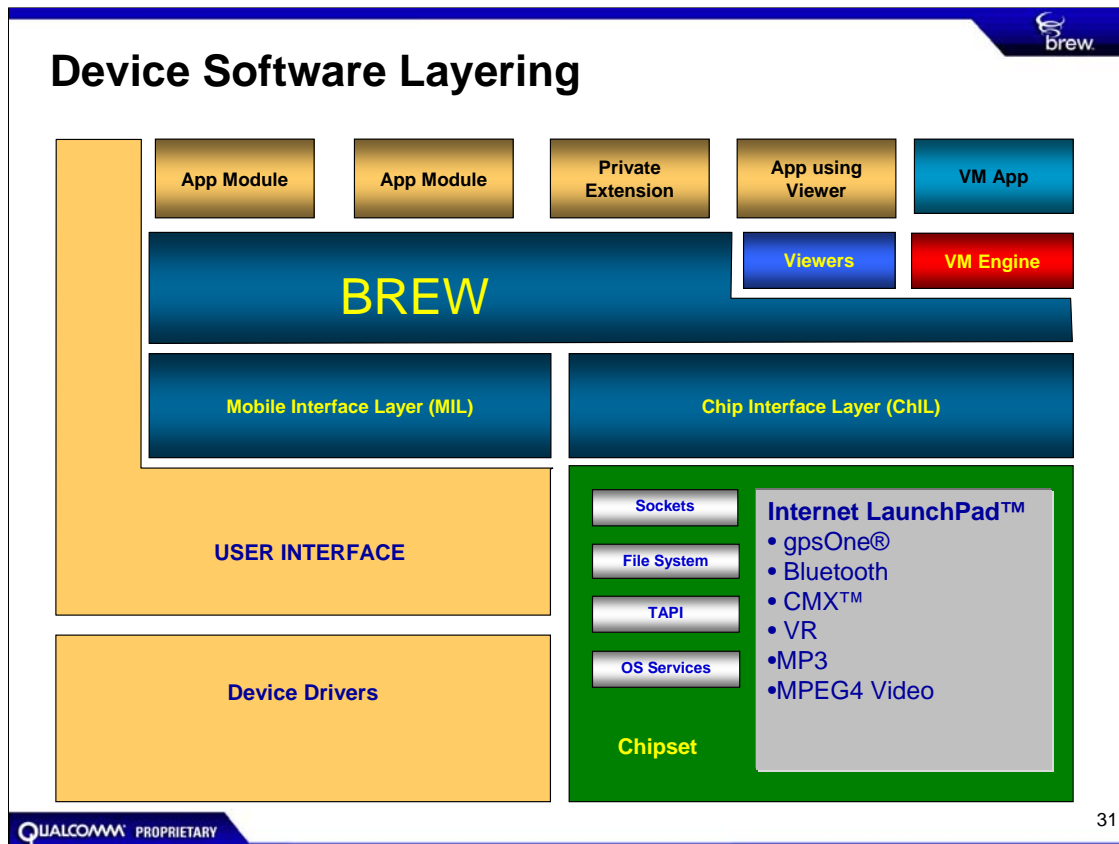 brew.
Device Software Layering
App Module
App Module
Private
Extension
App using
Viewer
VM App
BREW
Viewers
VM Engine
Mobile Interface Layer (MIL)
Chip Interface Layer (ChIL)
USER INTERFACE
Device Drivers
Sockets
File System
TAPI
OS Services
Chipset
Internet LaunchPad™
• gpsOne®
• Bluetooth
• CMX™
• VR
•MP3
•MPEG4 Video
QUALCOMM PROPRIETARY
31